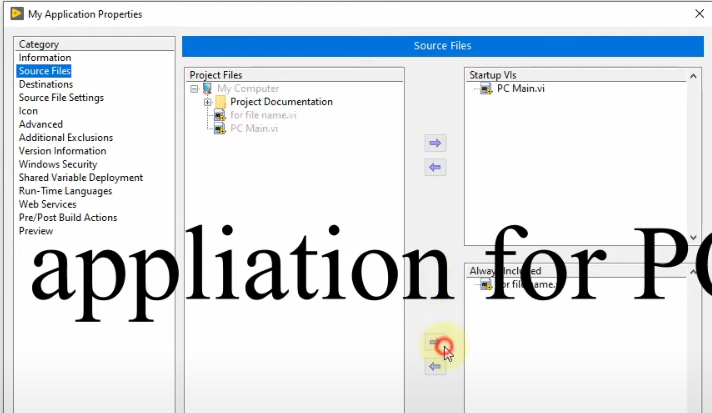 My Application Properties
Category
Information
Source Files
Destinations
Source File Settings
Icon
Advanced
Additional Exclusions
Version Information
Windows Security
Shared Variable Deployment
Run-Time Languages
Web Services
Pre/Post Build Actions
Preview
Source Files
Project Files
My Computer
Project Documentation
for file name.vi
PC Main.vi
Startup VIs
PC Main.vi
Always Included
for file name.vi
appliation for PC